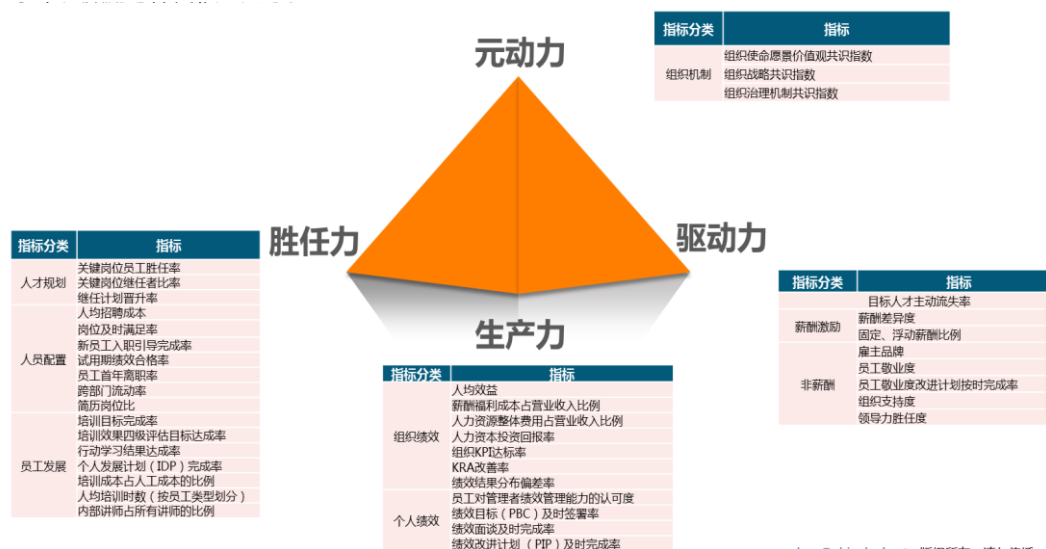 元动力
指标分类 指标
组织机制
组织使命愿景价值观共识指数
组织战略共识指数
组织治理机制共识指数
胜任力
驱动力
生产力
指标分类 指标
人才规划
关键岗位员工胜任率
关键岗位继任者比率
继任计划晋升率
人员配置
人均招聘成本
岗位及时满足率
新员工入职引导完成率
试用期绩效合格率
员工首年离职率
跨部门流动率
简历岗位比
员工发展
培训目标完成率
培训效果四级评估目标达成率
行动学习结果达成率
个人发展计划（IDP）完成率
培训成本占人工成本的比例
人均培训时数（按员工类型划分）
内部讲师占所有讲师的比例
指标分类 指标
组织绩效
人均效益
薪酬福利成本占营业收入比例
人力资源整体费用占营业收入比例
人力资本投资回报率
组织KPI达标率
KRA改善率
绩效结果分布偏差率
个人绩效
员工对管理者绩效管理能力的认可度
绩效目标（PBC）及时签署率
绩效面谈及时完成率
绩效改进计划（PIP）及时完成率
指标分类 指标
目标人才主动流失率
薪酬激励
薪酬差异度
固定、浮动薪酬比例
非薪酬
雇主品牌
员工敬业度
员工敬业度改进计划按时完成率
组织支持度
领导力胜任度